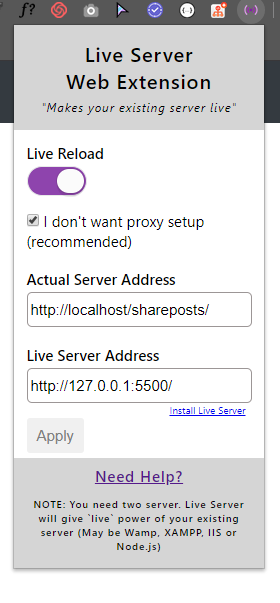 f?
Live Server
Web Extension
"Makes your existing server live"
Live Reload
I don't want proxy setup
(recommended)
Actual Server Address
http://localhost/shareposts/
Live Server Address
http://127.0.0.1:5500/
Install Live Server
Apply
Need Help?
NOTE: You need two server. Live Server
will give `live` power of your existing
server (May be Wamp, XAMPP, IIS or
Node.js)